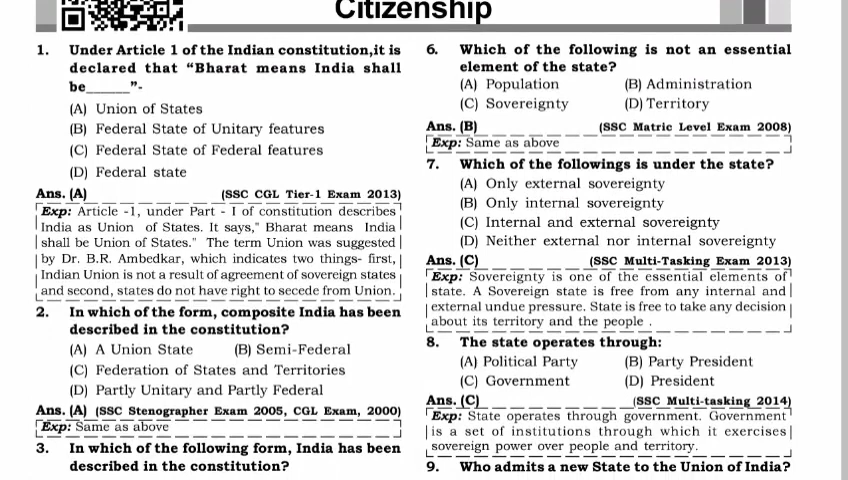 Citizenship
1. Under Article 1 of the Indian constitution,it is
declared that “Bharat means India shall
be______”-
(A) Union of States
(B) Federal State of Unitary features
(C) Federal State of Federal features
(D) Federal state
Ans. (A) (SSC CGL Tier-1 Exam 2013)
Exp: Article -1, under Part - I of constitution describes
India as Union of States. It says," Bharat means India
shall be Union of States." The term Union was suggested
by Dr. B.R. Ambedkar, which indicates two things- first,
Indian Union is not a result of agreement of sovereign states
and second, states do not have right to secede from Union.
2. In which of the form, composite India has been
described in the constitution?
(A) A Union State (B) Semi-Federal
(C) Federation of States and Territories
(D) Partly Unitary and Partly Federal
Ans. (A) (SSC Stenographer Exam 2005, CGL Exam, 2000)
Exp: Same as above
3. In which of the following form, India has been
described in the constitution?
6. Which of the following is not an essential
element of the state?
(A) Population (B) Administration
(C) Sovereignty (D) Territory
Ans. (B) (SSC Matric Level Exam 2008)
Exp: Same as above
7. Which of the followings is under the state?
(A) Only external sovereignty
(B) Only internal sovereignty
(C) Internal and external sovereignty
(D) Neither external nor internal sovereignty
Ans. (C) (SSC Multi-Tasking Exam 2013)
Exp: Sovereignty is one of the essential elements of
state. A Sovereign state is free from any internal and
external undue pressure. State is free to take any decision
about its territory and the people .
8. The state operates through:
(A) Political Party (B) Party President
(C) Government (D) President
Ans. (C) (SSC Multi-tasking 2014)
Exp: State operates through government. Government
is a set of institutions through which it exercises
sovereign power over people and territory.
9. Who admits a new State to the Union of India?